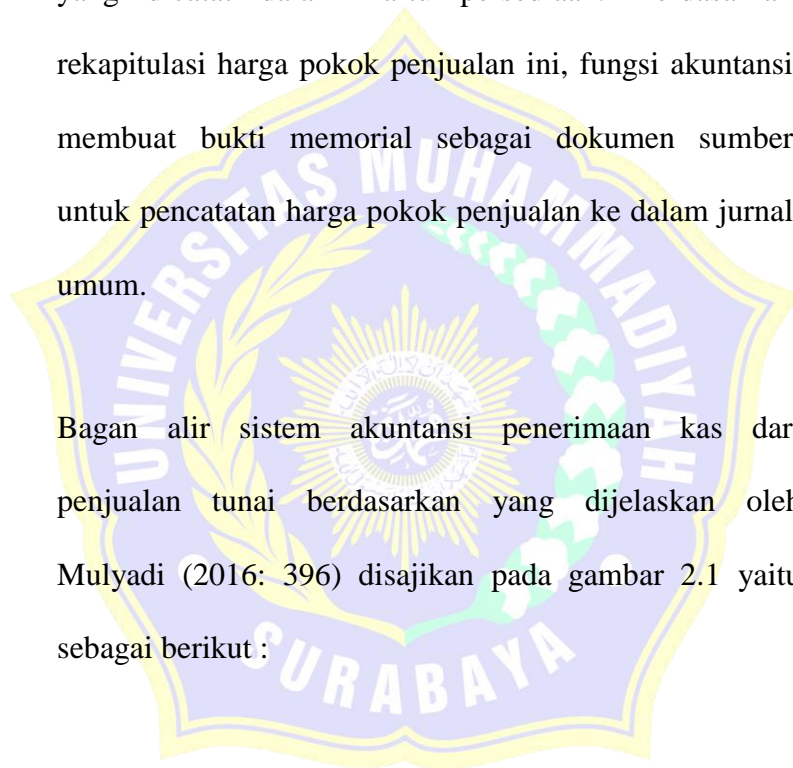 rekapitulasi harga pokok penjualan ini, fungsi akuntansi
membuat bukti memorial sebagai dokumen sumber
untuk pencatatan harga pokok penjualan ke dalam jurnal
umum.
Bagan alir sistem akuntansi penerimaan kas dar
penjualan tunai berdasarkan yang dijelaskan oleh
Mulyadi (2016: 396) disajikan pada gambar 2.1 yaitu
sebagai berikut :
UNIVERSITAS MUHAMMADIYAH
SURABAYA